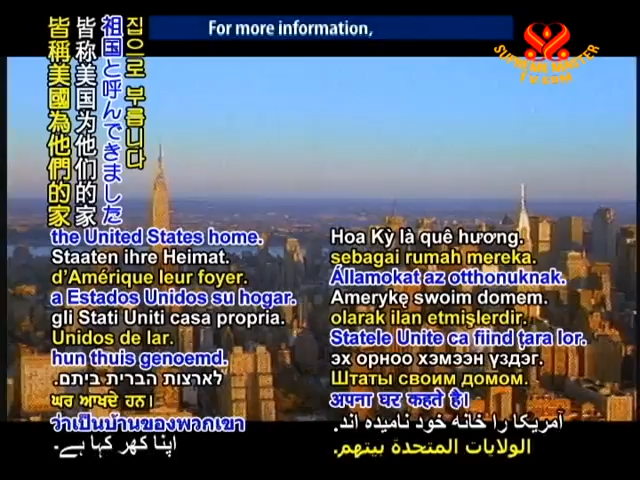 For more information,
SUPREME MASTER
TV.COM
집으로 부릅니다
祖国と呼んできました
皆称美国为他们的家
皆稱美國為他們的家
the United States home.
Staaten ihre Heimat.
d’Amérique leur foyer.
a Estados Unidos su hogar.
gli Stati Uniti casa propria.
Unidos de lar.
hun thuis genoemd.
לארצות הברית ביתם.
ਘਰ ਆਖਦੇ ਹਨ।
ว่าเป็นบ้านของพวกเขา
اپنا گھر کہا ہے۔
Hoa Kỳ là quê hương.
sebagai rumah mereka.
Államokat az otthonuknak.
Amerykę swoim domem.
olarak ilan etmişlerdir.
Statele Unite ca fiind țara lor.
эх орноо хэмээн үздэг.
Штаты своим домом.
अपना घर कहते है।
آمریکا را خانه خود نامیده اند.
الولايات المتحدة بيتهم.